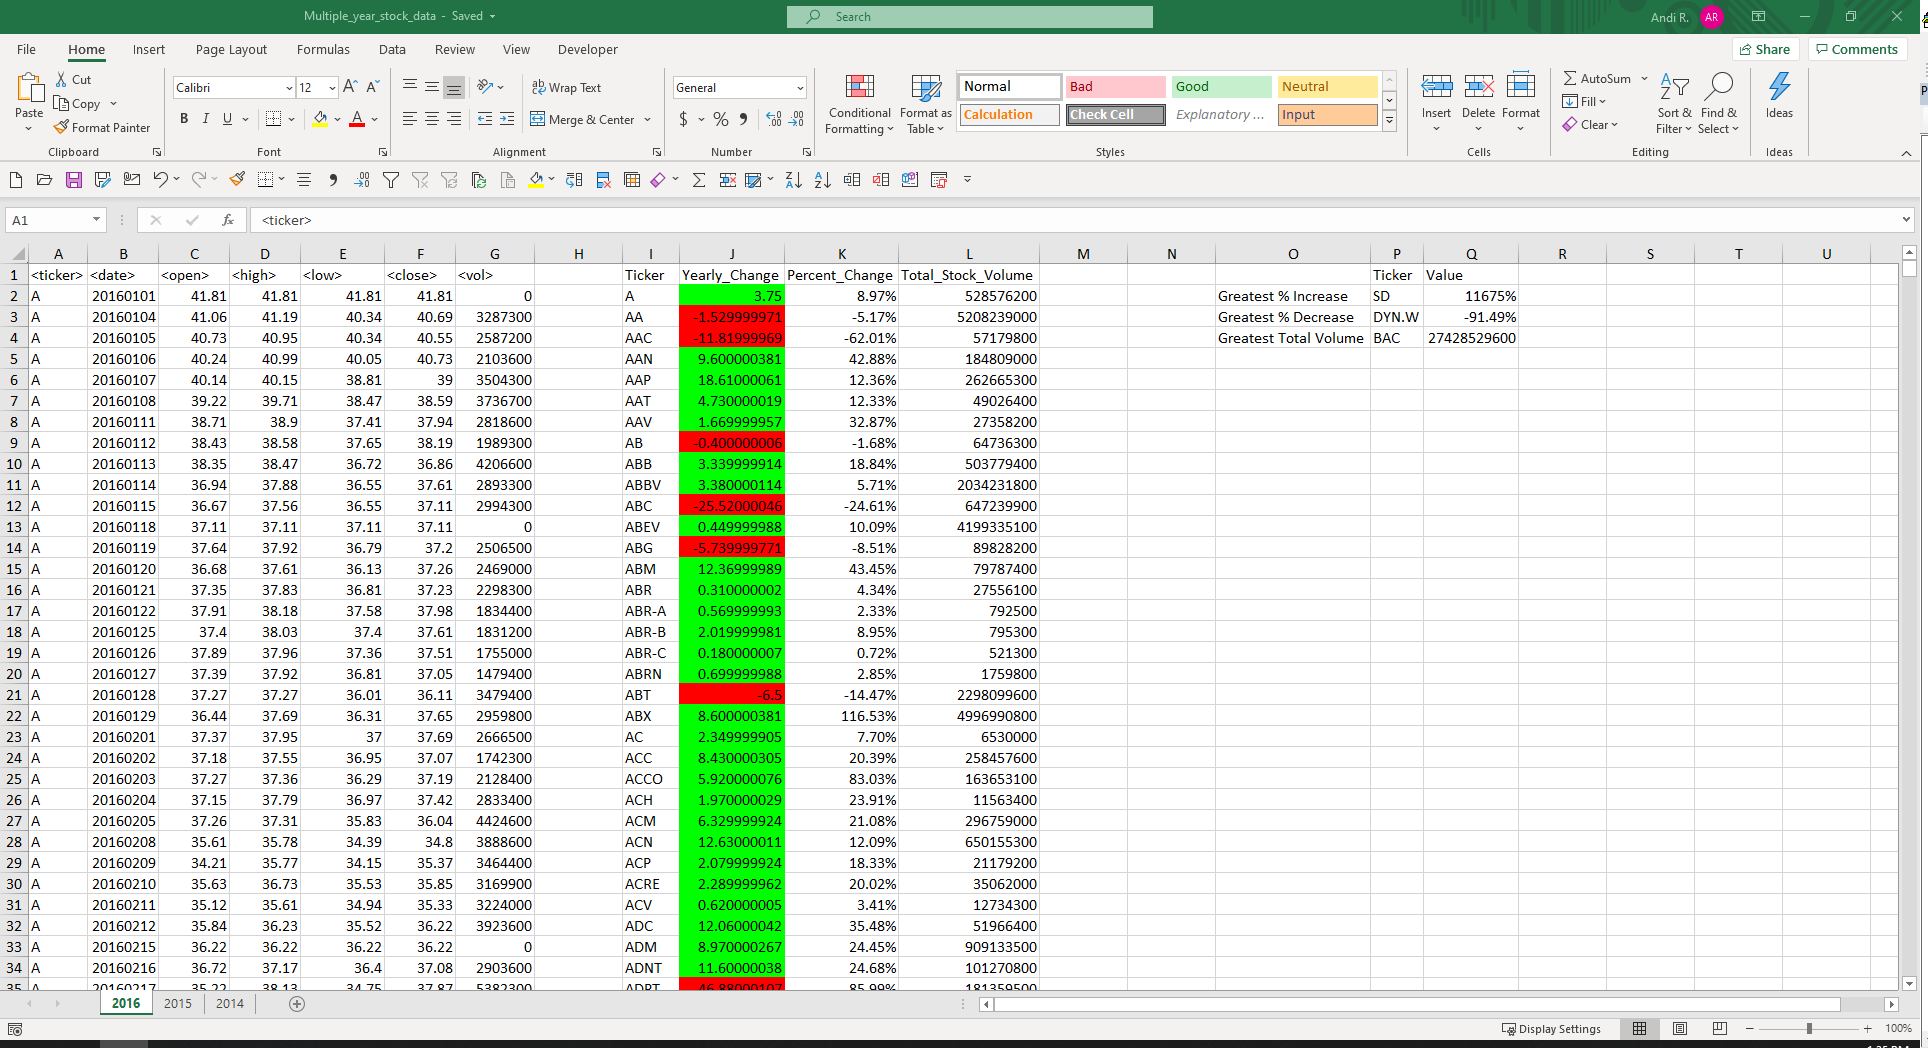 Multiple_year_stock_data - Saved
Search
Andi R. AR
File Home Insert Page Layout Formulas Data Review View Developer
Share Comments
Paste Cut Copy Format Painter Clipboard
Calibri 12 B I U A Font
Wrap Text Merge & Center Alignment
General $ % Number
Conditional Formatting Format as Table
Normal Bad Good Neutral
Calculation Check Cell Explanatory ... Input
Styles
Insert Delete Format Cells
AutoSum Fill Clear Sort & Filter Find & Select Editing
Ideas Ideas
A1 fx <ticker>
A B C D E F G H I J K L M N O P Q R S T U
1 <ticker> <date> <open> <high> <low> <close> <vol> Ticker Yearly_Change Percent_Change Total_Stock_Volume Ticker Value
2 A 20160101 41.81 41.81 41.81 41.81 0 A 3.75 8.97% 528576200 Greatest % Increase SD 11675%
3 A 20160104 41.06 41.19 40.34 40.69 3287300 AA -1.529999971 -5.17% 5208239000 Greatest % Decrease DYN.W -91.49%
4 A 20160105 40.73 40.95 40.34 40.55 2587200 AAC -11.81999969 -62.01% 57179800 Greatest Total Volume BAC 27428529600
5 A 20160106 40.24 40.99 40.05 40.73 2103600 AAN 9.600000381 42.88% 184809000
6 A 20160107 40.14 40.15 38.81 39 3504300 AAP 18.61000061 12.36% 262665300
7 A 20160108 39.22 39.71 38.47 38.59 3736700 AAT 4.730000019 12.33% 49026400
8 A 20160111 38.71 38.9 37.41 37.94 2818600 AAV 1.669999957 32.87% 27358200
9 A 20160112 38.43 38.58 37.65 38.19 1989300 AB -0.400000006 -1.68% 64736300
10 A 20160113 38.35 38.47 36.72 36.86 4206600 ABB 3.339999914 18.84% 503779400
11 A 20160114 36.94 37.88 36.55 37.61 2893300 ABBV 3.380000114 5.71% 2034231800
12 A 20160115 36.67 37.56 36.55 37.11 2994300 ABC -25.52000046 -24.61% 647239900
13 A 20160118 37.11 37.11 37.11 37.11 0 ABEV 0.449999988 10.09% 4199335100
14 A 20160119 37.64 37.92 36.79 37.2 2506500 ABG -5.739999771 -8.51% 89828200
15 A 20160120 36.68 37.61 36.13 37.26 2469000 ABM 12.36999989 43.45% 79787400
16 A 20160121 37.35 37.83 36.81 37.23 2298300 ABR 0.310000002 4.34% 27556100
17 A 20160122 37.91 38.18 37.58 37.98 1834400 ABR-A 0.569999993 2.33% 792500
18 A 20160125 37.4 38.03 37.4 37.61 1831200 ABR-B 2.019999981 8.95% 795300
19 A 20160126 37.89 37.96 37.36 37.51 1755000 ABR-C 0.180000007 0.72% 521300
20 A 20160127 37.39 37.92 36.81 37.05 1479400 ABRN 0.699999988 2.85% 1759800
21 A 20160128 37.27 37.27 36.01 36.11 3479400 ABT -6.5 -14.47% 2298099600
22 A 20160129 36.44 37.69 36.31 37.65 2959800 ABX 8.600000381 116.53% 4996990800
23 A 20160201 37.37 37.95 37 37.69 2666500 AC 2.349999905 7.70% 6530000
24 A 20160202 37.18 37.55 36.95 37.07 1742300 ACC 8.430000305 20.39% 258457600
25 A 20160203 37.27 37.36 36.29 37.19 2128400 ACCO 5.920000076 83.03% 163653100
26 A 20160204 37.15 37.79 36.97 37.42 2833400 ACH 1.970000029 23.91% 11563400
27 A 20160205 37.26 37.31 35.83 36.04 4424600 ACM 6.329999924 21.08% 296759000
28 A 20160208 35.61 35.78 34.39 34.8 3888600 ACN 12.63000011 12.09% 650155300
29 A 20160209 34.21 35.77 34.15 35.37 3464400 ACP 2.079999924 18.33% 21179200
30 A 20160210 35.63 36.73 35.53 35.85 3169900 ACRE 2.289999962 20.02% 35062000
31 A 20160211 35.12 35.61 34.94 35.33 3224000 ACV 0.620000005 3.41% 12734300
32 A 20160212 35.84 36.23 35.52 36.22 3923600 ADC 12.06000042 35.48% 51966400
33 A 20160215 36.22 36.22 36.22 36.22 0 ADM 8.970000267 24.45% 909133500
34 A 20160216 36.72 37.17 36.4 37.08 2903600 ADNT 11.60000038 24.68% 101270800
35 A 20160217
2016 2015 2014
Display Settings 100%